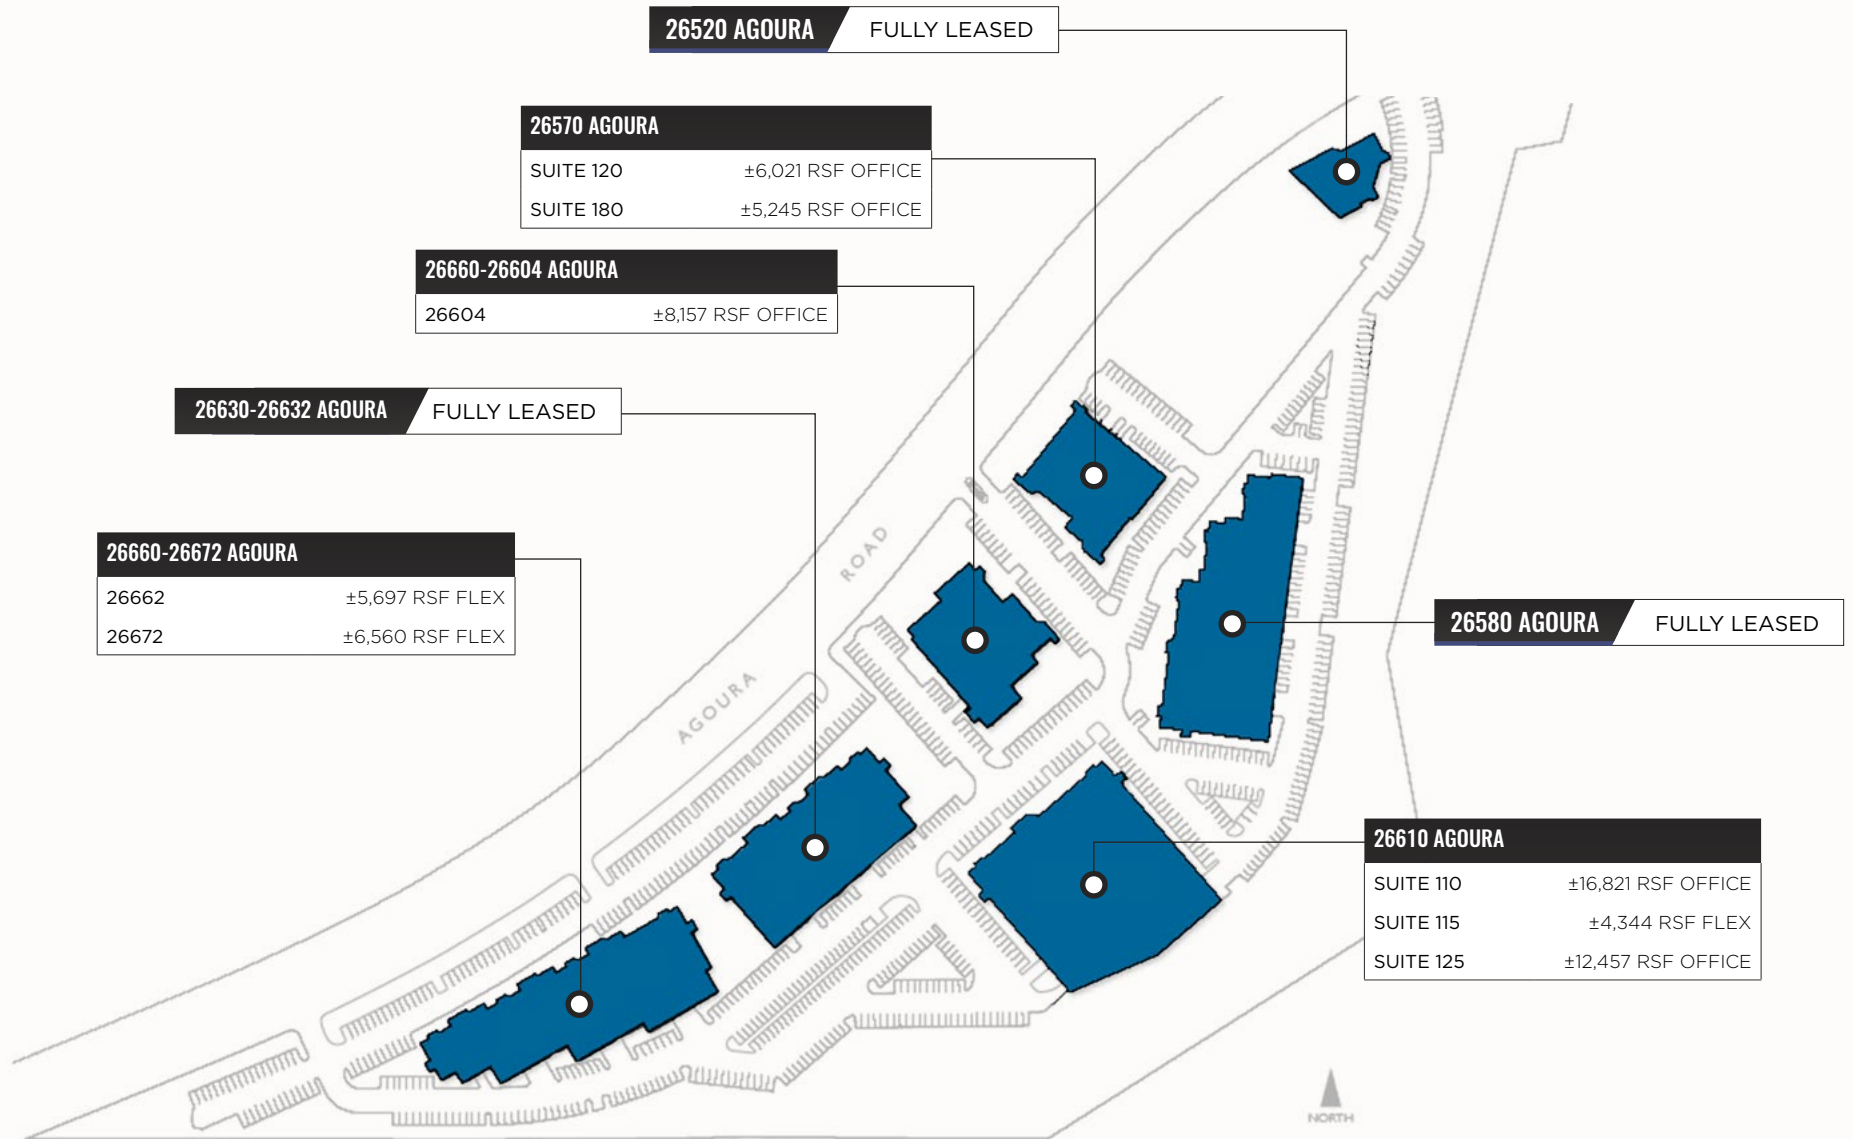 26520 AGOURA FULLY LEASED
26570 AGOURA
SUITE 120 ±6,021 RSF OFFICE
SUITE 180 ±5,245 RSF OFFICE
26660-26604 AGOURA
26604 ±8,157 RSF OFFICE
26630-26632 AGOURA FULLY LEASED
26660-26672 AGOURA
26662 ±5,697 RSF FLEX
26672 ±6,560 RSF FLEX
AGOURA ROAD
26580 AGOURA FULLY LEASED
26610 AGOURA
SUITE 110 ±16,821 RSF OFFICE
SUITE 115 ±4,344 RSF FLEX
SUITE 125 ±12,457 RSF OFFICE
NORTH